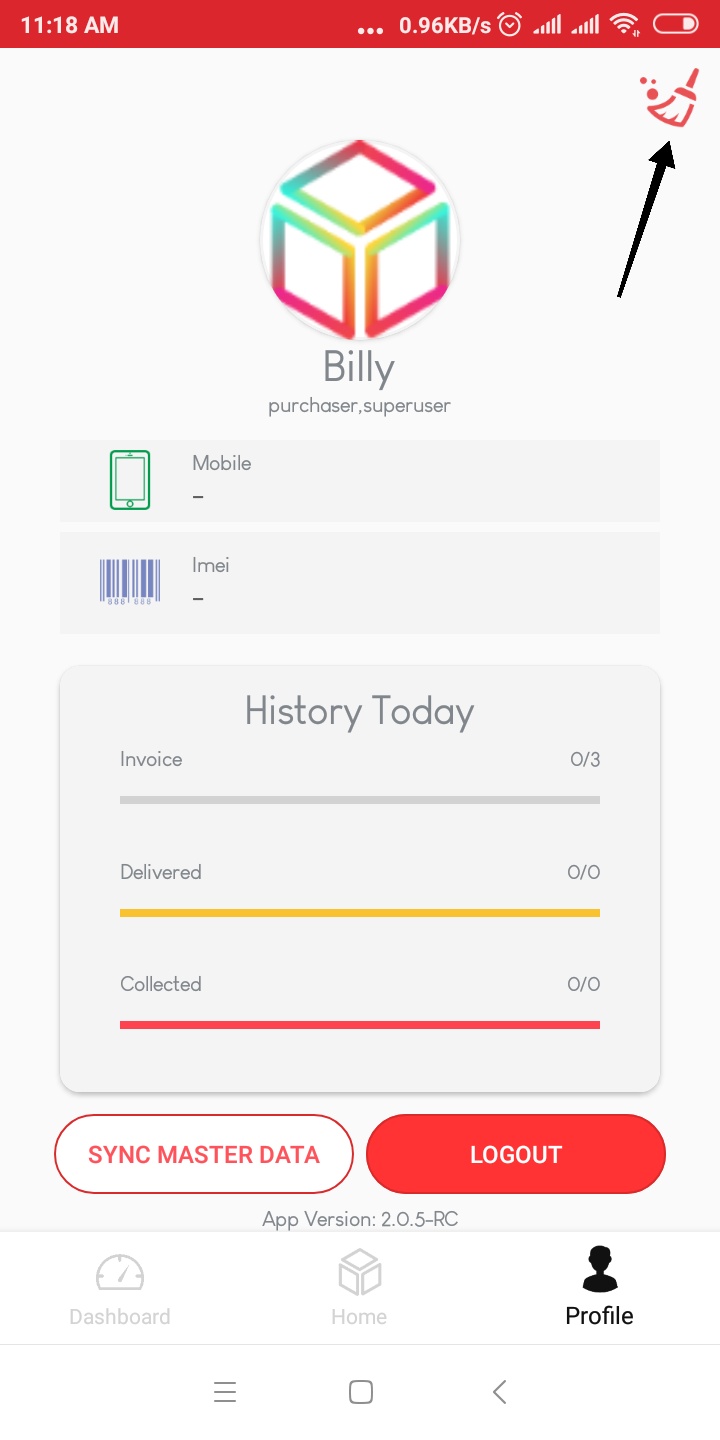 11:18 AM ... 0.96KB/s
Billy
purchaser,superuser
Mobile
–
Imei
–
888 888
History Today
Invoice 0/3
Delivered 0/0
Collected 0/0
SYNC MASTER DATA LOGOUT
App Version: 2.0.5-RC
Dashboard Home Profile